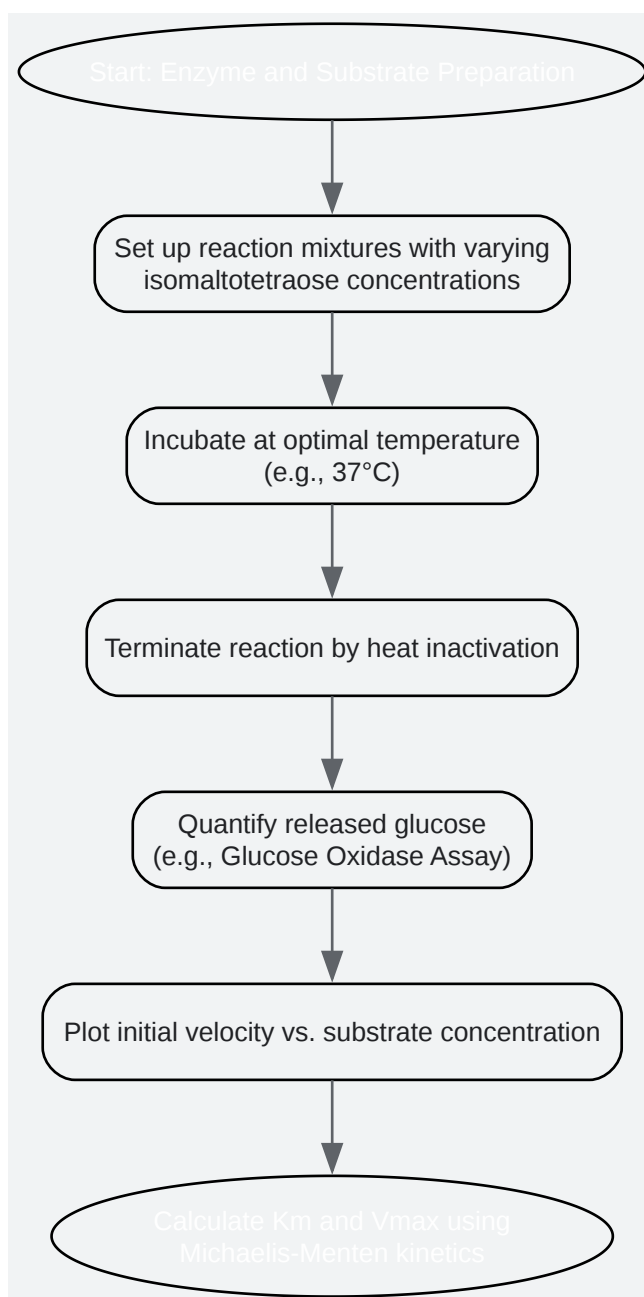 Start: Enzyme and Substrate Preparation
Set up reaction mixtures with varying
isomaltotetraose concentrations
Incubate at optimal temperature
(e.g., 37°C)
Terminate reaction by heat inactivation
Quantify released glucose
(e.g., Glucose Oxidase Assay)
Plot initial velocity vs. substrate concentration
Calculate Km and Vmax using
Michaelis-Menten kinetics